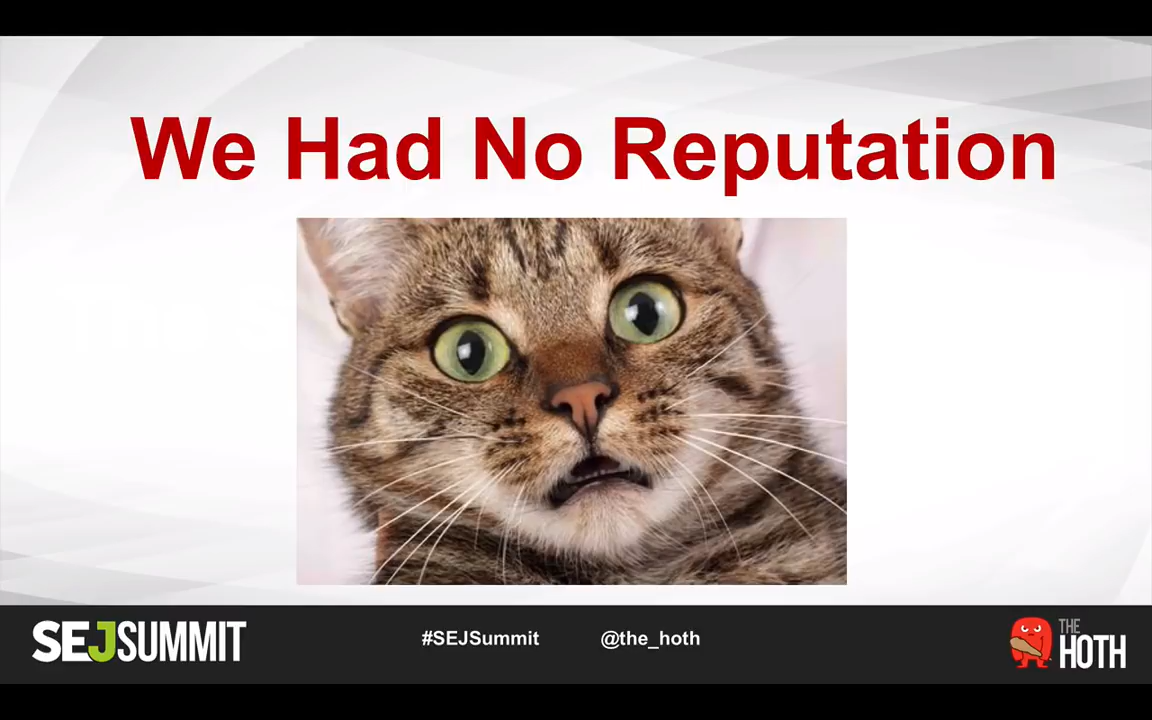 We Had No Reputation
SEJSUMMIT
#SEJSummit
@the_hoth
THE
HOTH